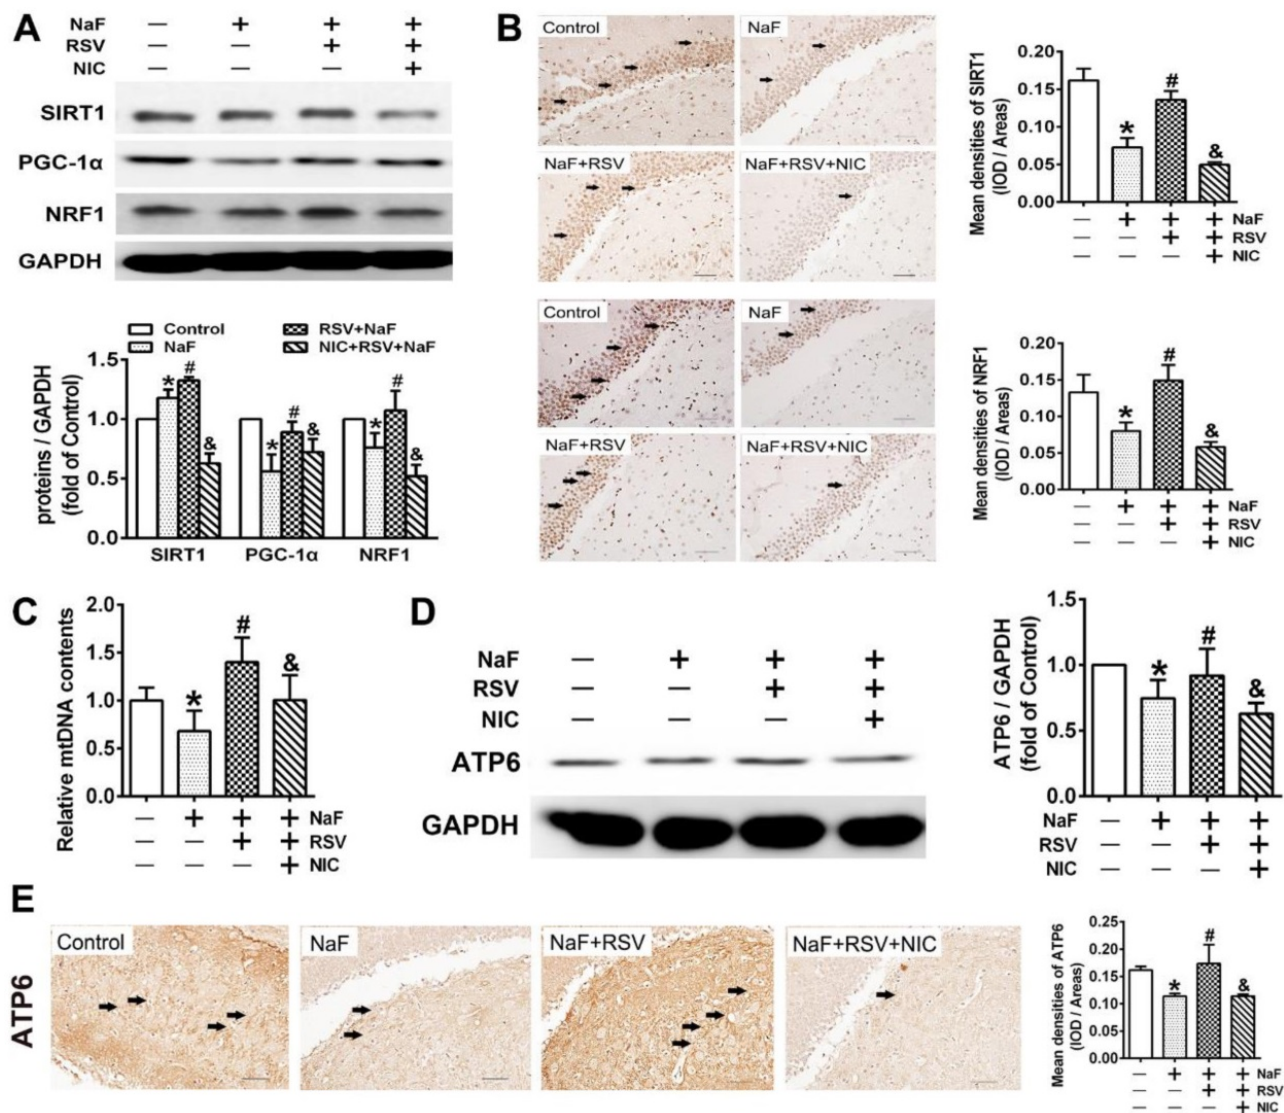 A
NaF — + + +
RSV — — + +
NIC — — — +
SIRT1
PGC-1α
NRF1
GAPDH
Control
NaF
RSV+NaF
NIC+RSV+NaF
proteins / GAPDH
(fold of Control)
1.5
1.0
0.5
0.0
* # &
* # &
* # &
SIRT1 PGC-1α NRF1
B
Control
NaF
NaF+RSV
NaF+RSV+NIC
Mean densities of SIRT1
(IOD / Areas)
0.20
0.15
0.10
0.05
0.00
* # &
— + + + NaF
— — + + RSV
— — — + NIC
Control
NaF
NaF+RSV
NaF+RSV+NIC
Mean densities of NRF1
(IOD / Areas)
0.20
0.15
0.10
0.05
0.00
* # &
— + + + NaF
— — + + RSV
— — — + NIC
C
Relative mtDNA contents
2.0
1.5
1.0
0.5
0.0
* # &
— + + + NaF
— — + + RSV
— — — + NIC
D
NaF — + + +
RSV — — + +
NIC — — — +
ATP6
GAPDH
ATP6 / GAPDH
(fold of Control)
1.5
1.0
0.5
0.0
* # &
NaF — + + +
RSV — — + +
NIC — — — +
E
ATP6
Control
NaF
NaF+RSV
NaF+RSV+NIC
Mean densities of ATP6
(IOD / Areas)
0.25
0.20
0.15
0.10
0.05
0.00
* # &
— + + + NaF
— — + + RSV
— — — + NIC